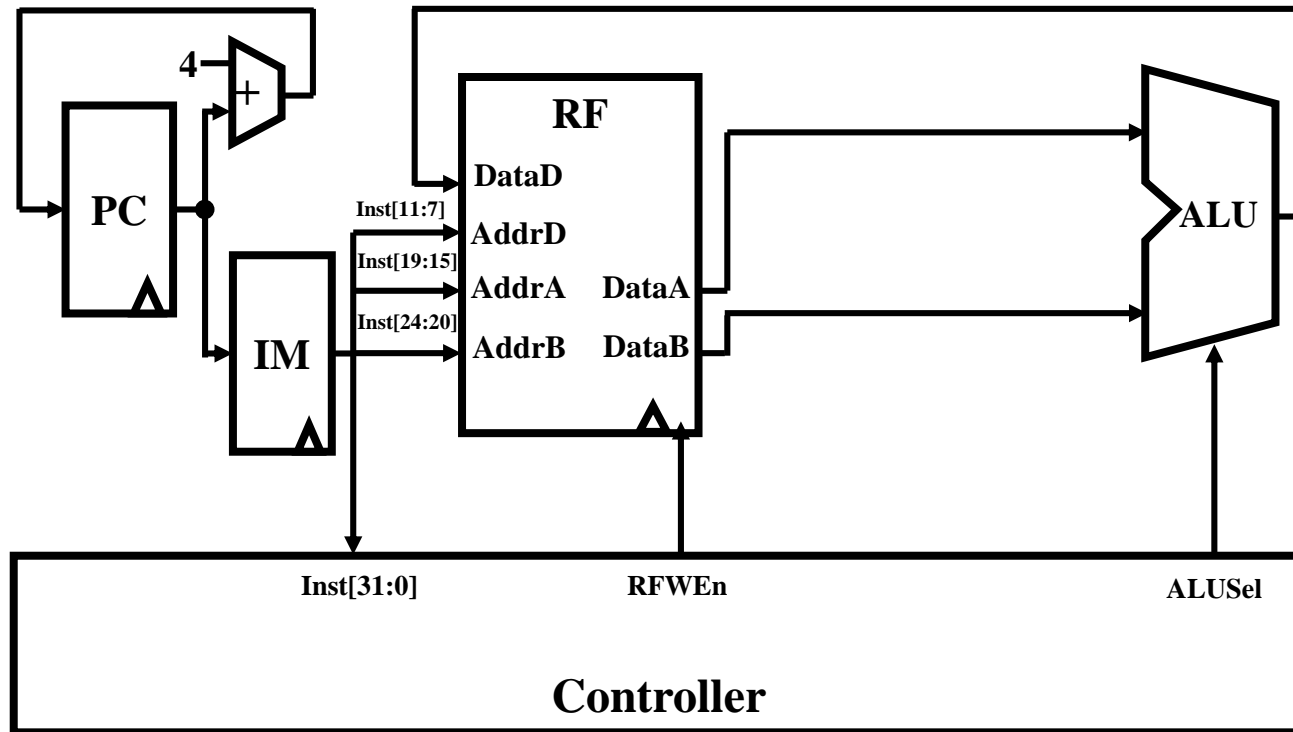 4
+
RF
DataD
PC
Inst[11:7]
AddrD
ALU
Inst[19:15]
AddrA
DataA
Inst[24:20]
IM
AddrB
DataB
Inst[31:0]
RFWEn
ALUSel
Controller